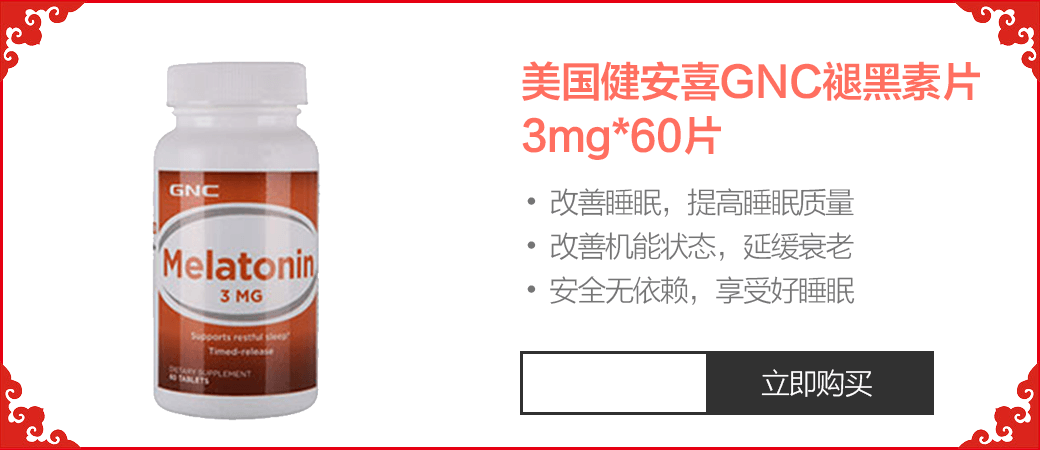 美国健安喜GNC褪黑素片
3mg*60片
• 改善睡眠，提高睡眠质量
• 改善机能状态，延缓衰老
• 安全无依赖，享受好睡眠
立即购买
GNC
Melatonin
3 MG
Supports restful sleep*
Timed-release
DIETARY SUPPLEMENT
60 TABLETS